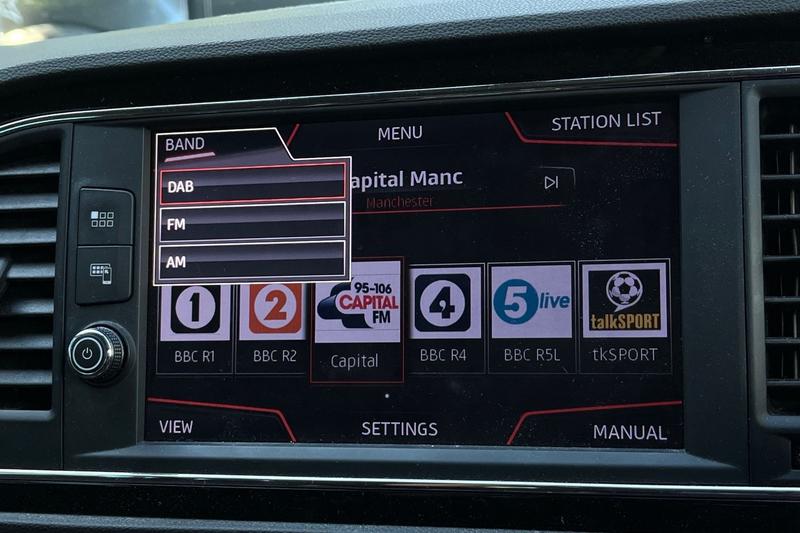 BAND
MENU
STATION LIST
DAB
FM
AM
apital Manc
Manchester
1
2
95-106
CAPITAL
FM
4
5 live
talkSPORT
BBC R1
BBC R2
Capital
BBC R4
BBC R5L
tkSPORT
VIEW
SETTINGS
MANUAL